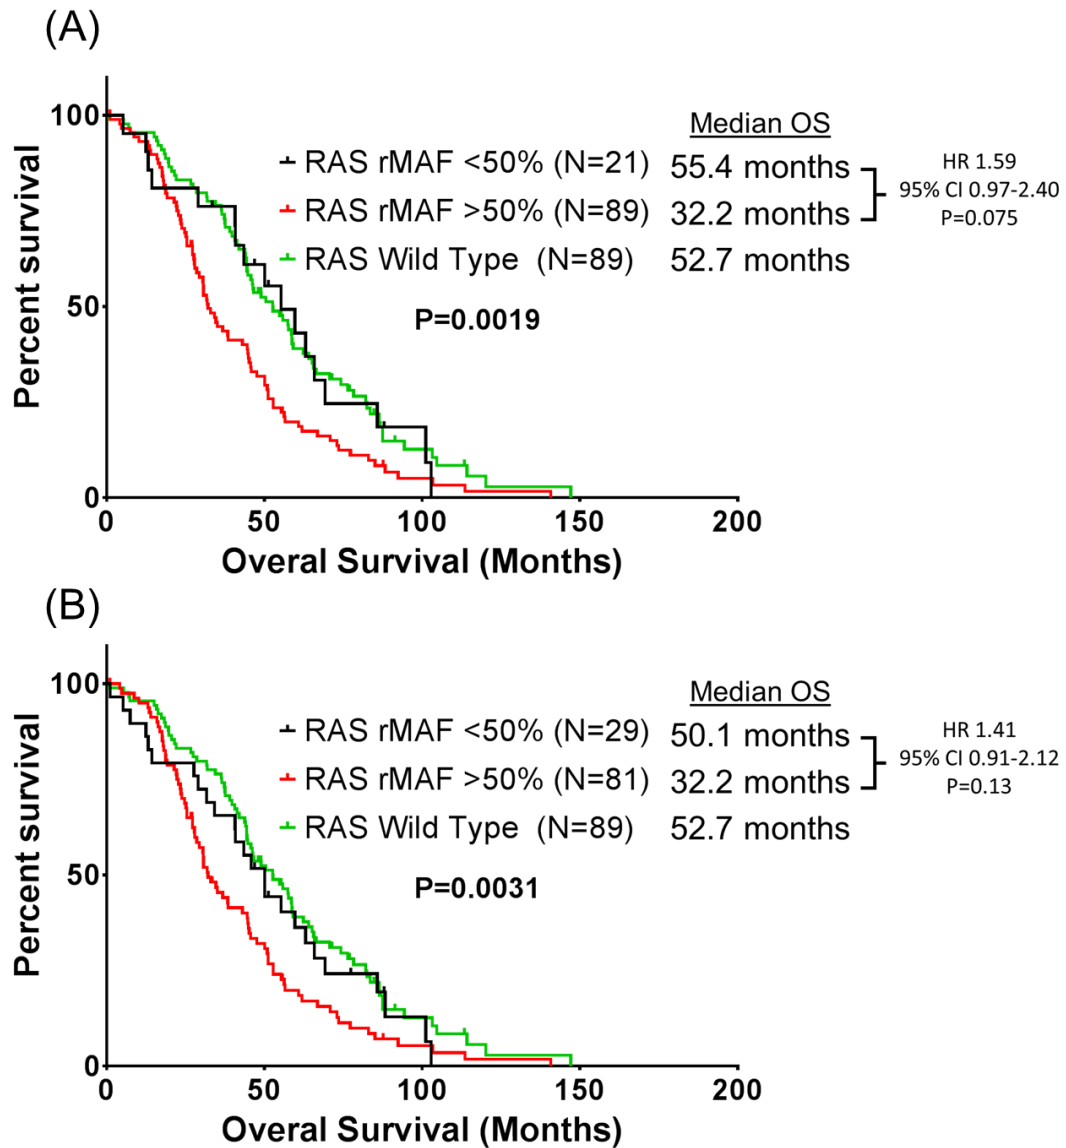 (A)
Percent survival
100
50
0
0 50 100 150 200
Overal Survival (Months)
Median OS
RAS rMAF <50% (N=21) 55.4 months
RAS rMAF >50% (N=89) 32.2 months
RAS Wild Type (N=89) 52.7 months
P=0.0019
HR 1.59
95% CI 0.97-2.40
P=0.075
(B)
Percent survival
100
50
0
0 50 100 150 200
Overal Survival (Months)
Median OS
RAS rMAF <50% (N=29) 50.1 months
RAS rMAF >50% (N=81) 32.2 months
RAS Wild Type (N=89) 52.7 months
P=0.0031
HR 1.41
95% CI 0.91-2.12
P=0.13